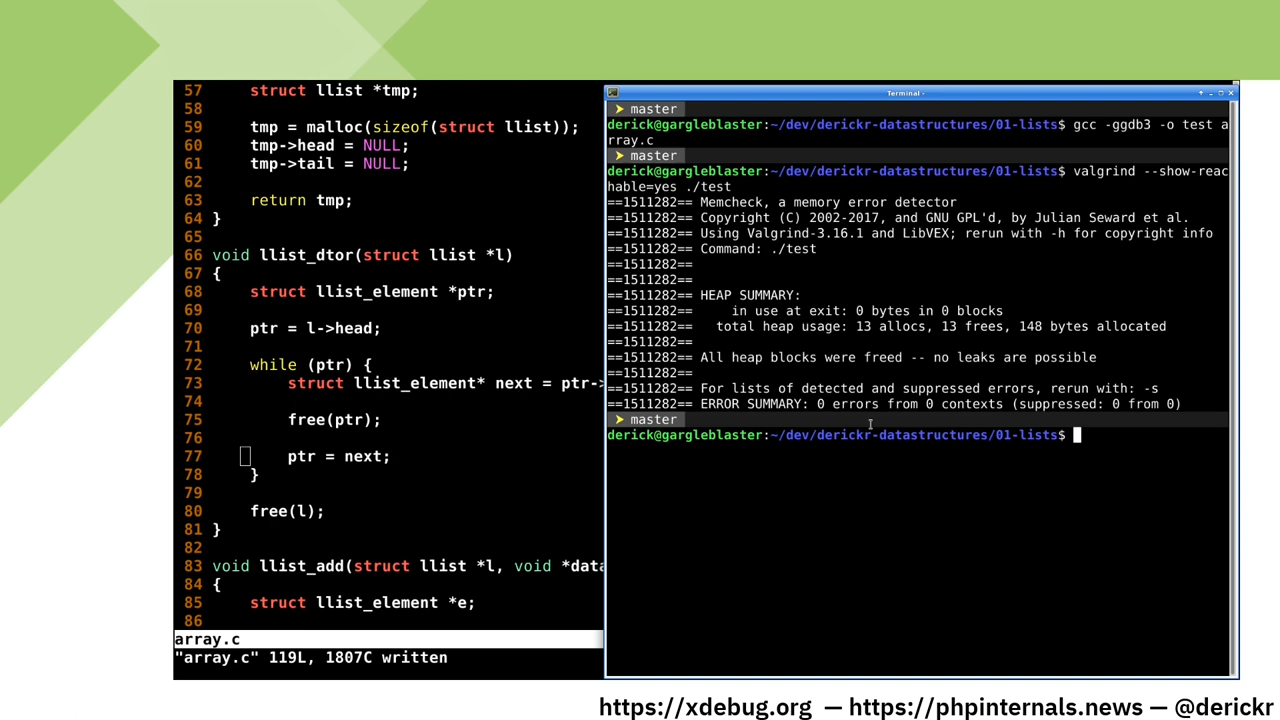 57     struct llist *tmp;
58
59     tmp = malloc(sizeof(struct llist));
60     tmp->head = NULL;
61     tmp->tail = NULL;
62
63     return tmp;
64 }
65
66 void llist_dtor(struct llist *l)
67 {
68     struct llist_element *ptr;
69
70     ptr = l->head;
71
72     while (ptr) {
73         struct llist_element* next = ptr->
74
75         free(ptr);
76
77         ptr = next;
78     }
79
80     free(l);
81 }
82
83 void llist_add(struct llist *l, void *data
84 {
85     struct llist_element *e;
86
array.c
"array.c" 119L, 1807C written
Terminal -
master
derick@gargleblaster:~/dev/derickr-datastructures/01-lists$ gcc -ggdb3 -o test a
rray.c
master
derick@gargleblaster:~/dev/derickr-datastructures/01-lists$ valgrind --show-reac
hable=yes ./test
==1511282== Memcheck, a memory error detector
==1511282== Copyright (C) 2002-2017, and GNU GPL'd, by Julian Seward et al.
==1511282== Using Valgrind-3.16.1 and LibVEX; rerun with -h for copyright info
==1511282== Command: ./test
==1511282==
==1511282==
==1511282== HEAP SUMMARY:
==1511282==     in use at exit: 0 bytes in 0 blocks
==1511282==   total heap usage: 13 allocs, 13 frees, 148 bytes allocated
==1511282==
==1511282== All heap blocks were freed -- no leaks are possible
==1511282==
==1511282== For lists of detected and suppressed errors, rerun with: -s
==1511282== ERROR SUMMARY: 0 errors from 0 contexts (suppressed: 0 from 0)
master
derick@gargleblaster:~/dev/derickr-datastructures/01-lists$
https://xdebug.org — https://phpinternals.news — @derickr